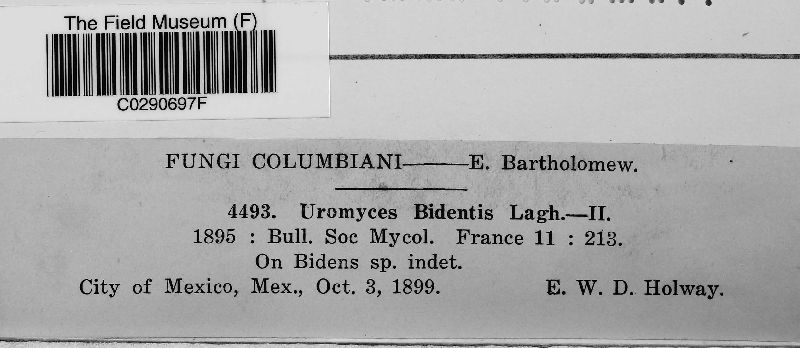 The Field Museum (F)
C0290697F
FUNGI COLUMBIANI——E. Bartholomew.
4493. Uromyces Bidentis Lagh.—II.
1895 : Bull. Soc Mycol. France 11 : 213.
On Bidens sp. indet.
City of Mexico, Mex., Oct. 3, 1899. E. W. D. Holway.